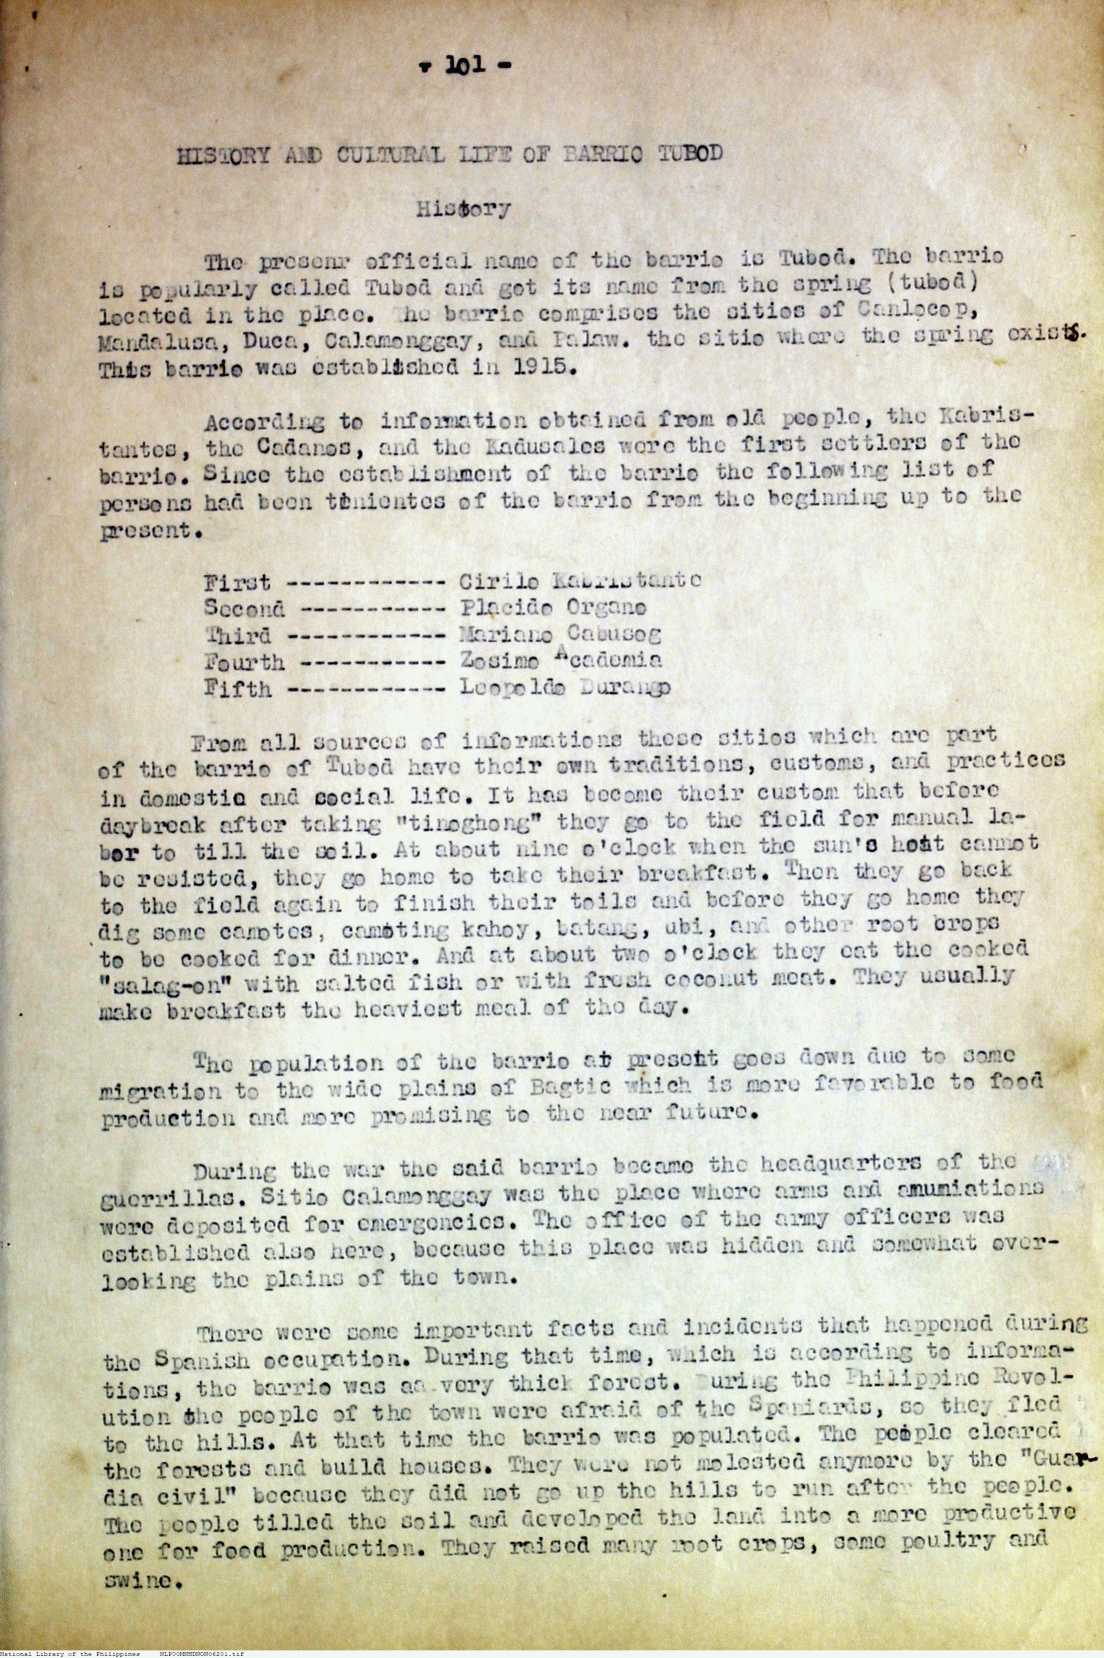 - 101 -
HISTORY AND CULTURAL LIFE OF BARRIO TUBOD
History
The presenr official name of the barrio is Tubod. The barrio
is popularly called Tubod and got its name from the spring (tubod)
located in the place. he barrio comprises the sities of Canlocop,
Mandalusa, Duca, Calamonggay, and Ialaw. the sitio where the spring exists.
This barrio was established in 1915.
According to information obtained from old people, the Kabris-
tantes, the Cadanos, and the Kadusales were the first settlers of the
barrio. Since the establishment of the barrio the following list of
persons had been tinientes of the barrio from the beginning up to the
present.
First ------------ Cirilo Kabristante
Second ----------- Placido Organo
Third ------------ Mariano Cabusog
Fourth ----------- Zosimo Academia
Fifth ------------ Leopoldo Durango
From all sources of informations these sitios which are part
of the barrio of Tubod have their own traditions, customs, and practices
in domestic and social life. It has become their custom that before
daybreak after taking "tinoghong" they go to the field for manual la-
bor to till the soil. At about nine o'clock when the sun's heat cannot
be resisted, they go home to take their breakfast. Then they go back
to the field again to finish their toils and before they go home they
dig some camotes, camoting kahoy, batang, ubi, and other root crops
to be cooked for dinner. And at about two o'clock they eat the cooked
"salag-on" with salted fish or with fresh coconut meat. They usually
make breakfast the heaviest meal of the day.
The population of the barrio at present goes down due to some
migration to the wide plains of Bagtic which is more favorable to food
production and more promising to the near future.
During the war the said barrio became the headquarters of the
guerrillas. Sitio Calamonggay was the place where arms and amuniations
were deposited for emergencies. The office of the army officers was
established also here, because this place was hidden and somewhat over-
looking the plains of the town.
There were some important facts and incidents that happened during
the Spanish occupation. During that time, which is according to informa-
tions, the barrio was aa very thick forest. During the Philippine Revol-
ution the people of the town were afraid of the Spaniards, so they fled
to the hills. At that time the barrio was populated. The people cleared
the forests and build houses. They were not molested anymore by the "Guar-
dia civil" because they did not go up the hills to run after the people.
The people tilled the soil and developed the land into a more productive
one for food production. They raised many root crops, some poultry and
swine.
National Library of the Philippines